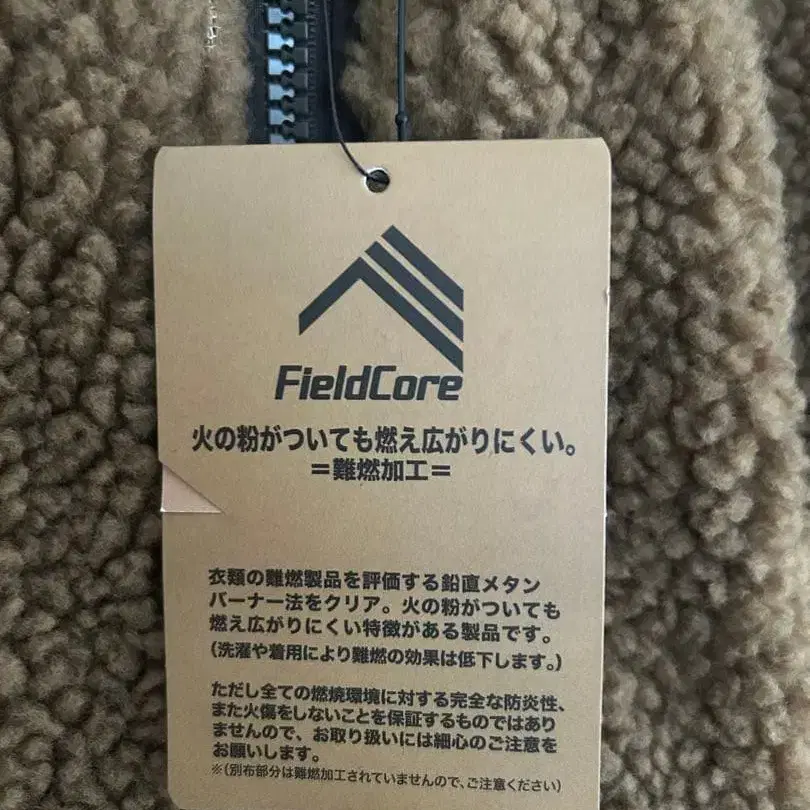 FieldCore
火の粉がついても燃え広がりにくい。
=難燃加工=
衣類の難燃製品を評価する鉛直メタン
バーナー法をクリア。火の粉がついても
燃え広がりにくい特徴がある製品です。
(洗濯や着用により難燃の効果は低下します。)
ただし全ての燃焼環境に対する完全な防炎性、
また火傷をしないことを保証するものではあり
ませんので、お取り扱いには細心のご注意を
お願いします。
※(別布部分は難燃加工されていませんので、ご注意ください)